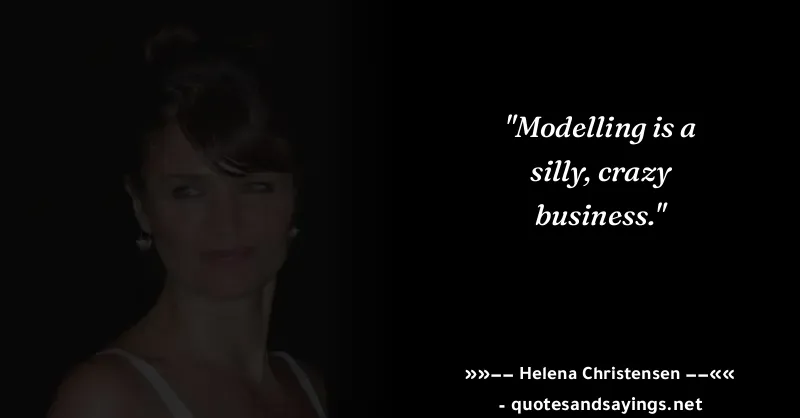 "Modelling is a
silly, crazy
business."
»»−− Helena Christensen −−««
- quotesandsayings.net